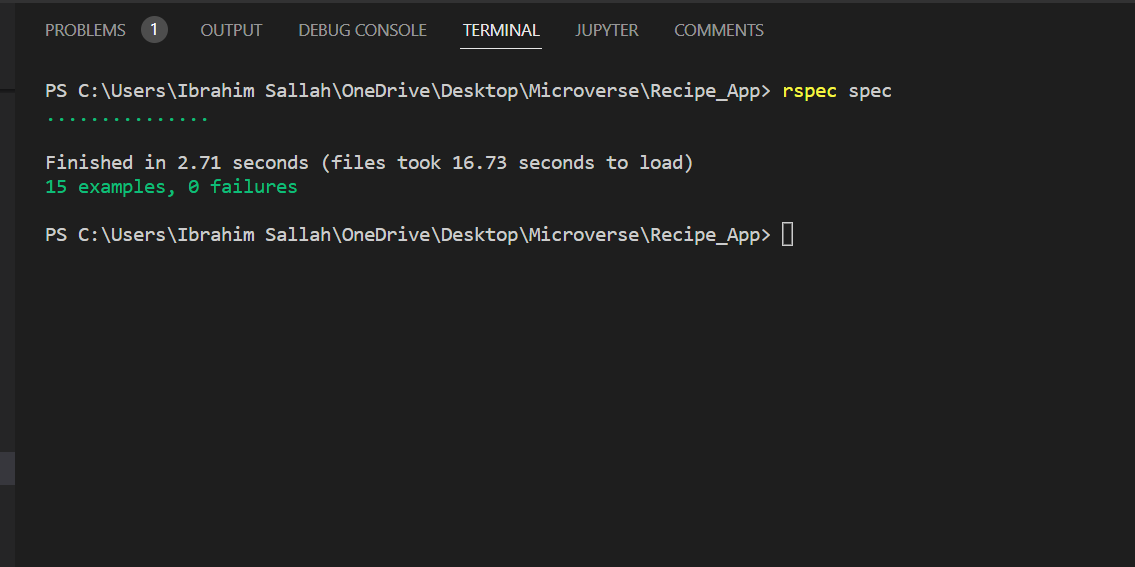 PROBLEMS 1 OUTPUT DEBUG CONSOLE TERMINAL JUPYTER COMMENTS
PS C:\Users\Ibrahim Sallah\OneDrive\Desktop\Microverse\Recipe_App> rspec spec
...............
Finished in 2.71 seconds (files took 16.73 seconds to load)
15 examples, 0 failures
PS C:\Users\Ibrahim Sallah\OneDrive\Desktop\Microverse\Recipe_App>